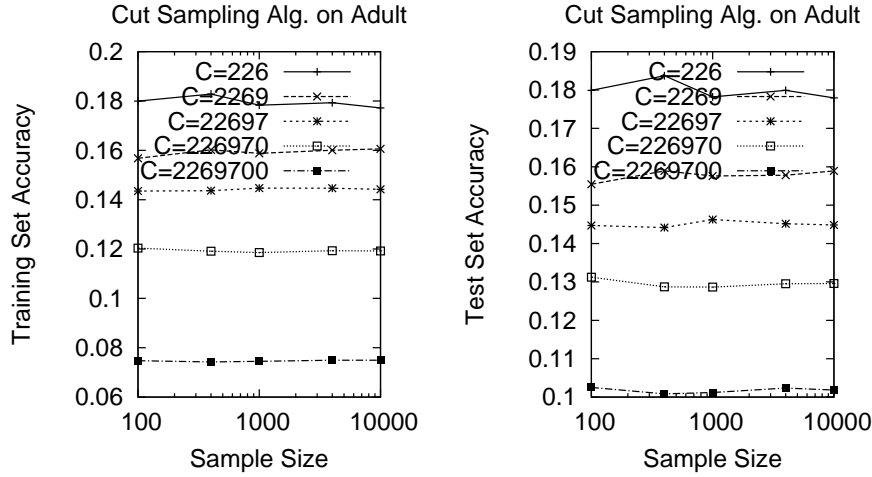 Cut Sampling Alg. on Adult
Training Set Accuracy
0.2
0.18
0.16
0.14
0.12
0.1
0.08
0.06
C=226
C=2269
C=22697
C=226970
C=2269700
100 1000 10000
Sample Size
Cut Sampling Alg. on Adult
Test Set Accuracy
0.19
0.18
0.17
0.16
0.15
0.14
0.13
0.12
0.11
0.1
C=226
C=2269
C=22697
C=226970
C=2269700
100 1000 10000
Sample Size